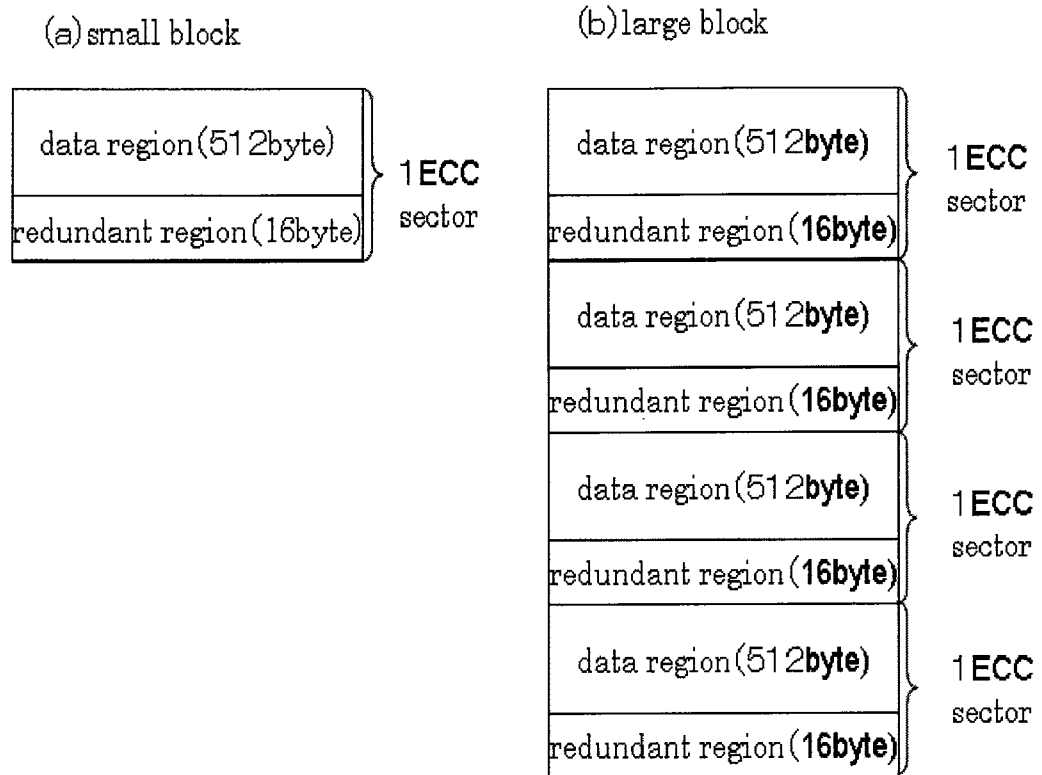 (a)small block
data region(512byte)
redundant region(16byte)
1ECC
sector
(b)large block
data region(512byte)
redundant region(16byte)
1ECC
sector
data region(512byte)
redundant region(16byte)
1ECC
sector
data region(512byte)
redundant region(16byte)
1ECC
sector
data region(512byte)
redundant region(16byte)
1ECC
sector